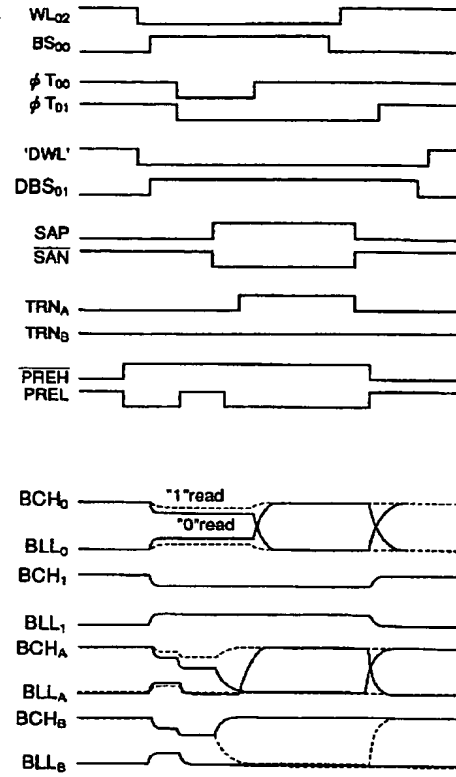 WL02
BS00
φT00
φT01
'DWL'
DBS01
SAP
SAN
TRNA
TRNB
PREH
PREL
BCH0
"1"read
"0"read
BLL0
BCH1
BLL1
BCHA
BLLA
BCHB
BLLB